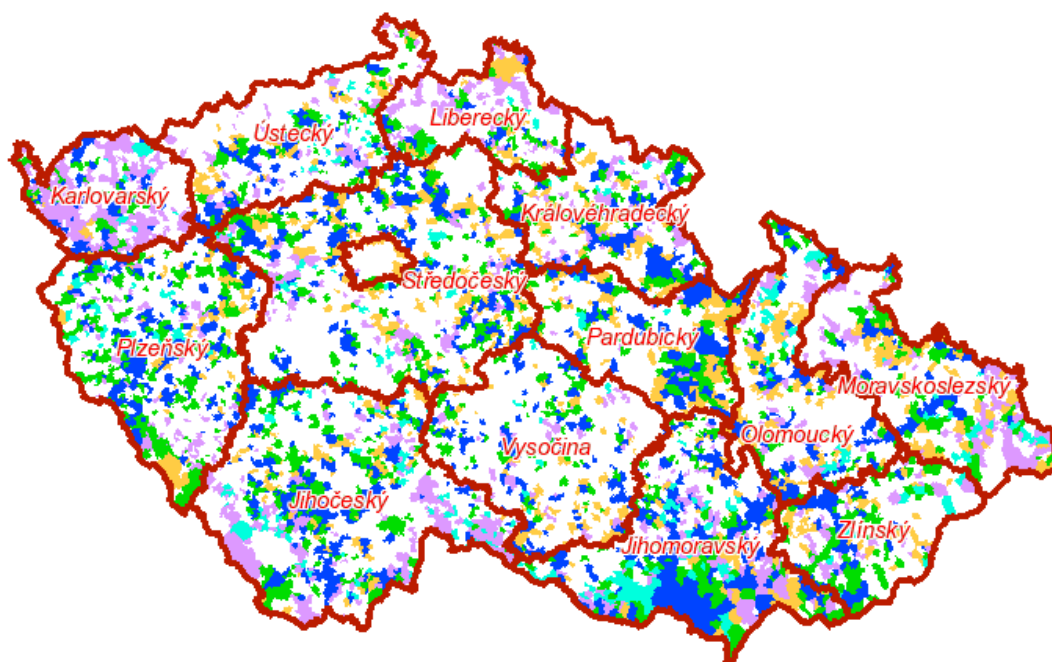 Liberecký
Ústecký
Karlovarský
Královéhradecký
Středočeský
Pardubický
Plzeňský
Moravskoslezský
Olomoucký
Vysočina
Jihočeský
Zlínský
Jihomoravský